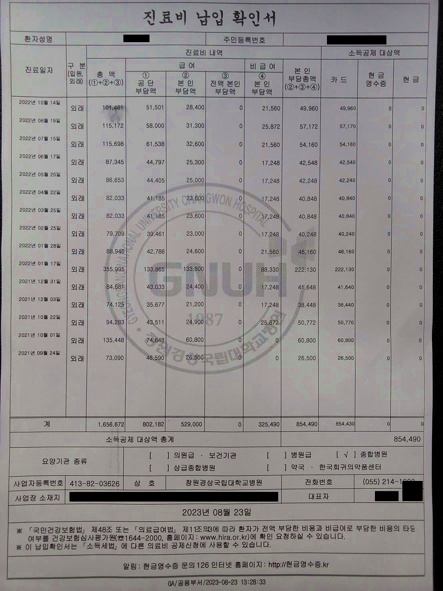 진료비 납입 확인서
환자성명 주민등록번호
진료일자 구분 (입원, 외래) 진료비 내역 소득공제 대상액
총액 (①+②+③) 급여 비급여 본인부담총액 (②+③+④) 카드 현금영수증 현금
① 공단부담액 ② 본인부담액 ③ 전액본인부담액 ④ 본인부담액
2022년 10월 14일 외래 101,461 51,501 28,400 0 21,560 49,960 49,960 0 0
2022년 08월 19일 외래 115,172 58,000 31,300 0 25,872 57,172 57,170 0 0
2022년 07월 15일 외래 115,698 61,538 32,600 0 21,560 54,160 54,160 0 0
2022년 06월 17일 외래 87,345 44,797 25,300 0 17,248 42,548 42,540 0 0
2022년 05월 20일 외래 86,653 44,405 25,000 0 17,248 42,248 42,240 0 0
2022년 04월 22일 외래 82,033 41,185 23,600 0 17,248 40,848 40,840 0 0
2022년 03월 25일 외래 82,033 41,185 23,600 0 17,248 40,848 40,840 0 0
2022년 02월 25일 외래 79,709 39,461 23,000 0 17,248 40,248 40,240 0 0
2022년 01월 28일 외래 88,946 42,786 24,600 0 21,560 46,160 46,160 0 0
2022년 01월 17일 외래 355,995 133,865 133,800 0 88,330 222,130 222,130 0 0
2021년 12월 31일 외래 84,681 43,033 24,400 0 17,248 41,648 41,640 0 0
2021년 12월 03일 외래 74,125 35,677 21,200 0 17,248 38,448 38,440 0 0
2021년 10월 22일 외래 94,283 43,511 24,900 0 25,872 50,772 50,770 0 0
2021년 10월 01일 외래 135,448 74,648 60,800 0 0 60,800 60,800 0 0
2021년 09월 24일 외래 73,090 46,590 26,500 0 0 26,500 26,500 0 0
GNUH
1987
계 1,656,672 802,182 529,000 0 325,490 854,490 854,430 0 0
소득공제 대상액 총계 854,490
요양기관 종류 [ ] 의원급 · 보건기관 [ ] 병원급 [ √ ] 종합병원
[ ] 상급종합병원 [ ] 약국 · 한국희귀의약품센터
사업자등록번호 413-82-03626 상 호 창원경상국립대학교병원 전화번호 (055) 214-
사업장 소재지 대표자
2023년 08월 23일
※ 「국민건강보험법」 제48조 또는 「의료급여법」 제11조의3에 따라 환자가 전액 부담한 비용과 비급여로 부담한 비용의 타당
여부를 건강보험심사평가원(☎1644-2000, 홈페이지 : www.hira.or.kr)에 확인 요청하실 수 있습니다.
※ 이 납입확인서는 「소득세법」에 따른 의료비 공제신청에 사용할 수 있습니다.
알림 : 현금영수증 문의 126 인터넷 홈페이지 : http://현금영수증.kr
/공용부서/2023-08-23 13:28:33